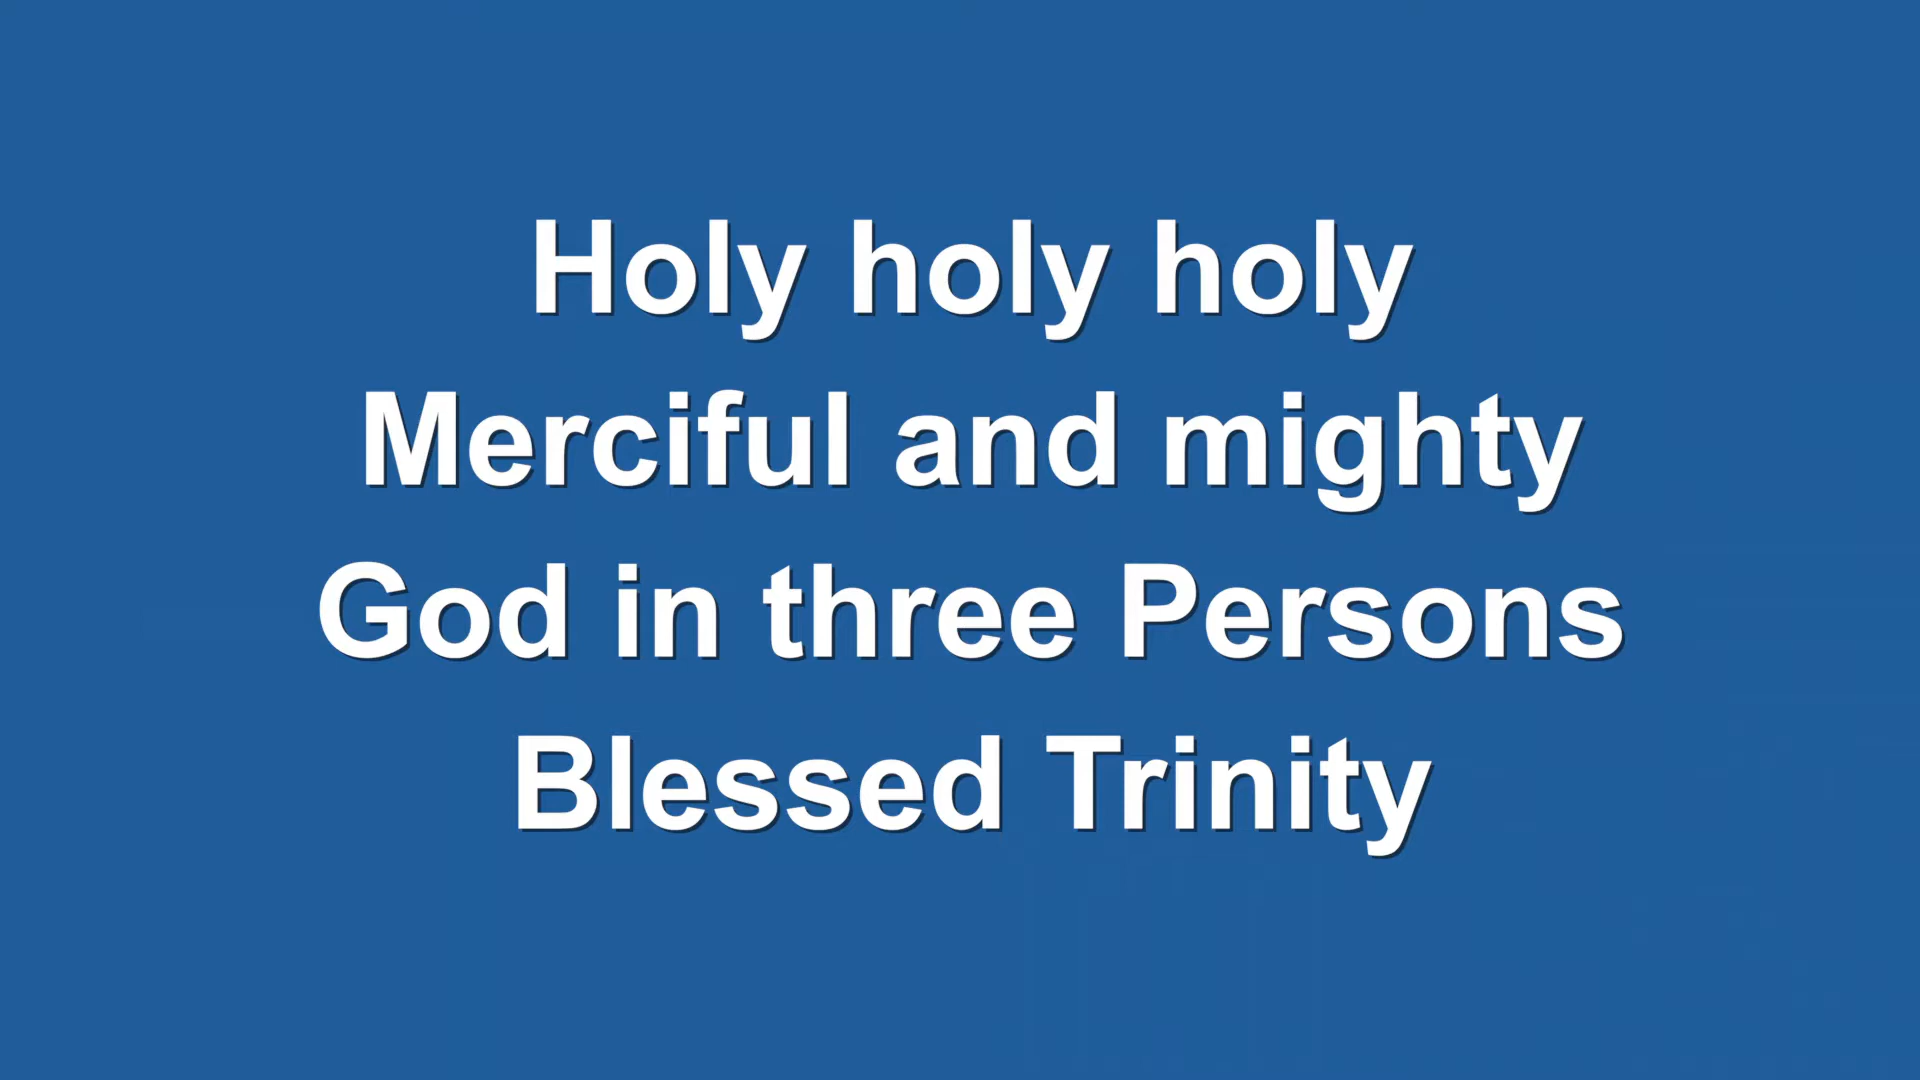 Holy holy holy
Merciful and mighty
God in three Persons
Blessed Trinity